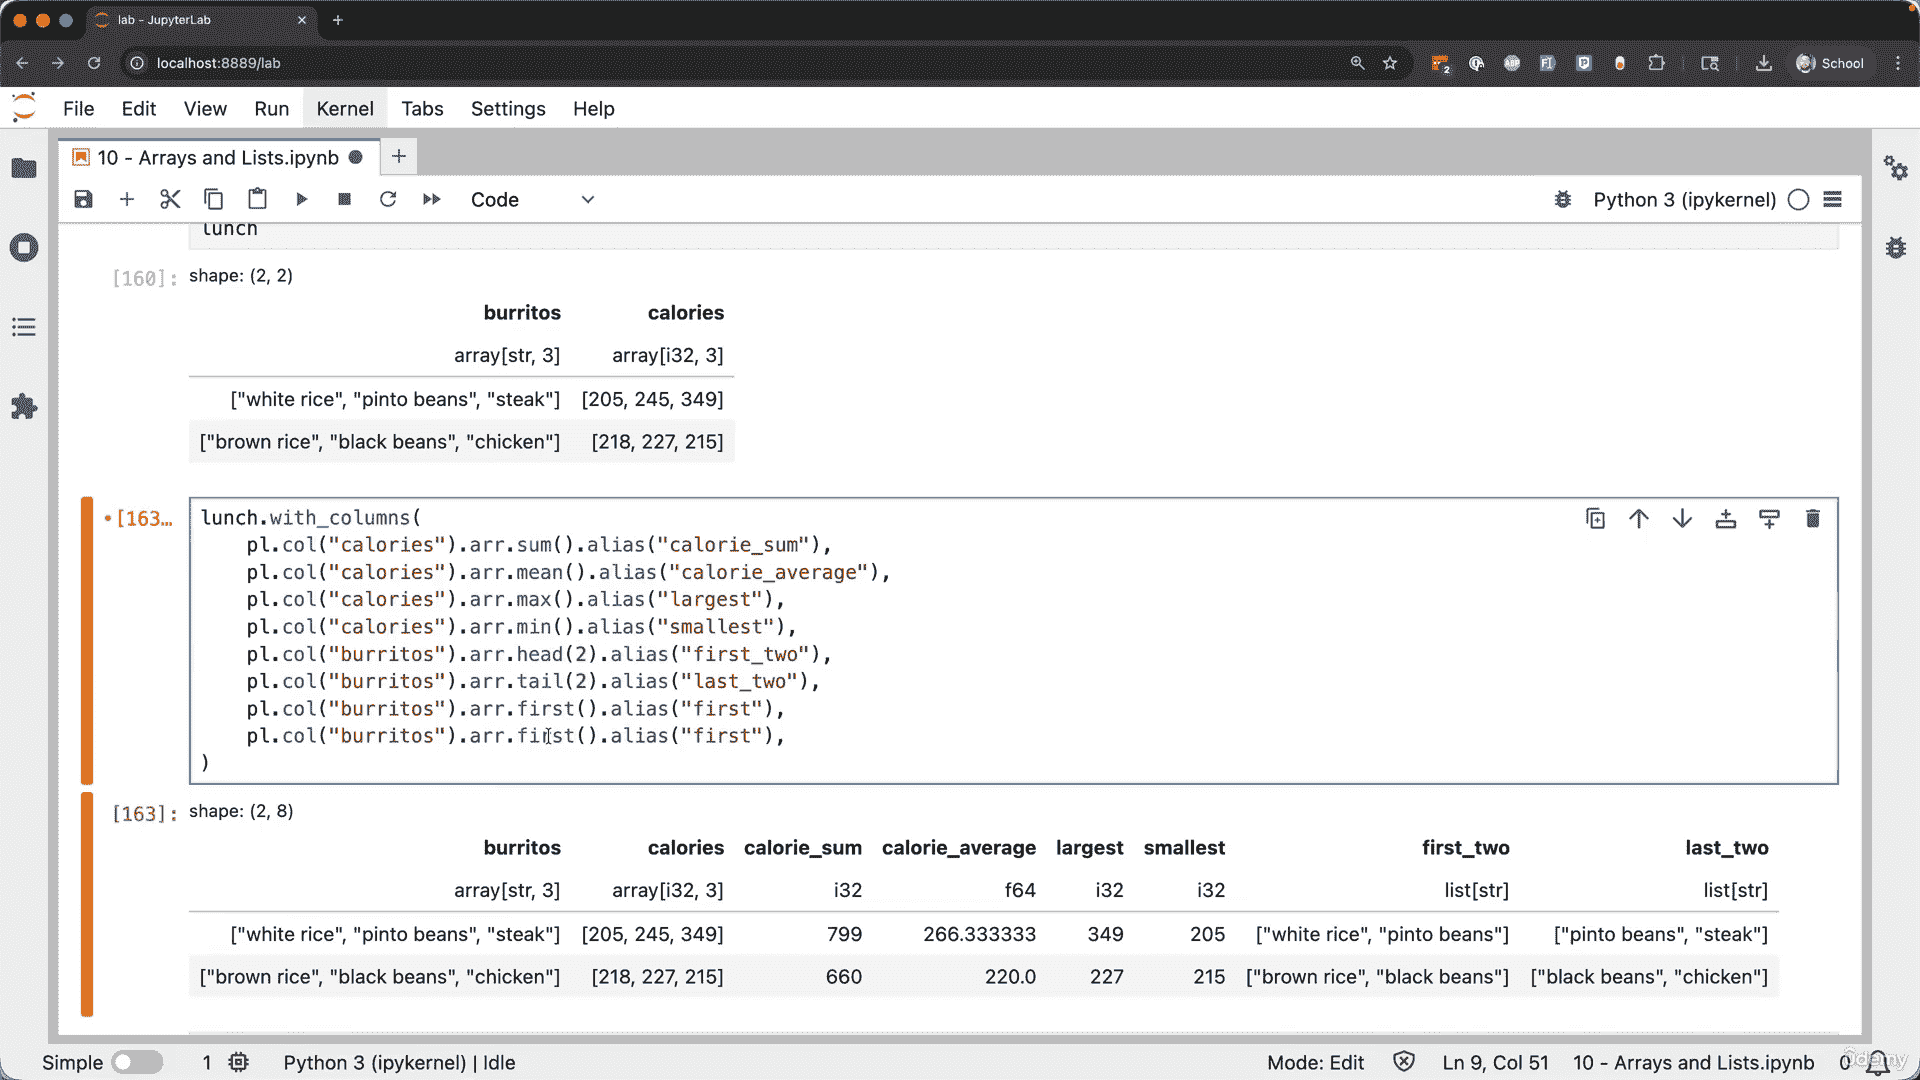 lab - JupyterLab
localhost:8889/lab
2
ABP
School
File Edit View Run Kernel Tabs Settings Help
10 - Arrays and Lists.ipynb
Code
Python 3 (ipykernel)
lunch
[160]: shape: (2, 2)
burritos calories
array[str, 3] array[i32, 3]
["white rice", "pinto beans", "steak"] [205, 245, 349]
["brown rice", "black beans", "chicken"] [218, 227, 215]
[163… lunch.with_columns(
pl.col("calories").arr.sum().alias("calorie_sum"),
pl.col("calories").arr.mean().alias("calorie_average"),
pl.col("calories").arr.max().alias("largest"),
pl.col("calories").arr.min().alias("smallest"),
pl.col("burritos").arr.head(2).alias("first_two"),
pl.col("burritos").arr.tail(2).alias("last_two"),
pl.col("burritos").arr.first().alias("first"),
pl.col("burritos").arr.first().alias("first"),
)
[163]: shape: (2, 8)
burritos calories calorie_sum calorie_average largest smallest first_two last_two
array[str, 3] array[i32, 3] i32 f64 i32 i32 list[str] list[str]
["white rice", "pinto beans", "steak"] [205, 245, 349] 799 266.333333 349 205 ["white rice", "pinto beans"] ["pinto beans", "steak"]
["brown rice", "black beans", "chicken"] [218, 227, 215] 660 220.0 227 215 ["brown rice", "black beans"] ["black beans", "chicken"]
Simple 1 Python 3 (ipykernel) | Idle Mode: Edit Ln 9, Col 51 10 - Arrays and Lists.ipynb 0
udemy